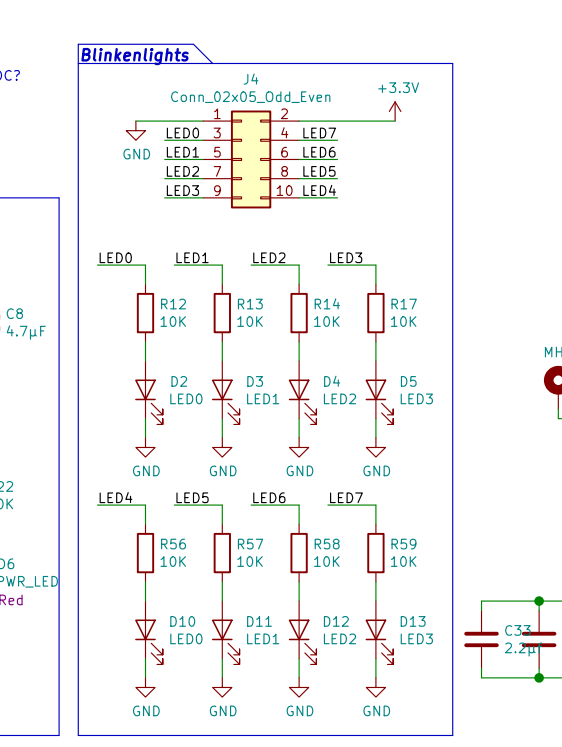 Blinkenlights
DC?
J4
Conn_02x05_Odd_Even
+3.3V
1 2
GND
LED0 3 4 LED7
LED1 5 6 LED6
LED2 7 8 LED5
LED3 9 10 LED4
LED0 LED1 LED2 LED3
R12 R13 R14 R17
10K 10K 10K 10K
C8
4.7µF
MH
D2 D3 D4 D5
LED0 LED1 LED2 LED3
GND GND GND GND
22
0K
LED4 LED5 LED6 LED7
R56 R57 R58 R59
10K 10K 10K 10K
D6
PWR_LED
Red
D10 D11 D12 D13
LED0 LED1 LED2 LED3
C33
2.2µ
GND GND GND GND